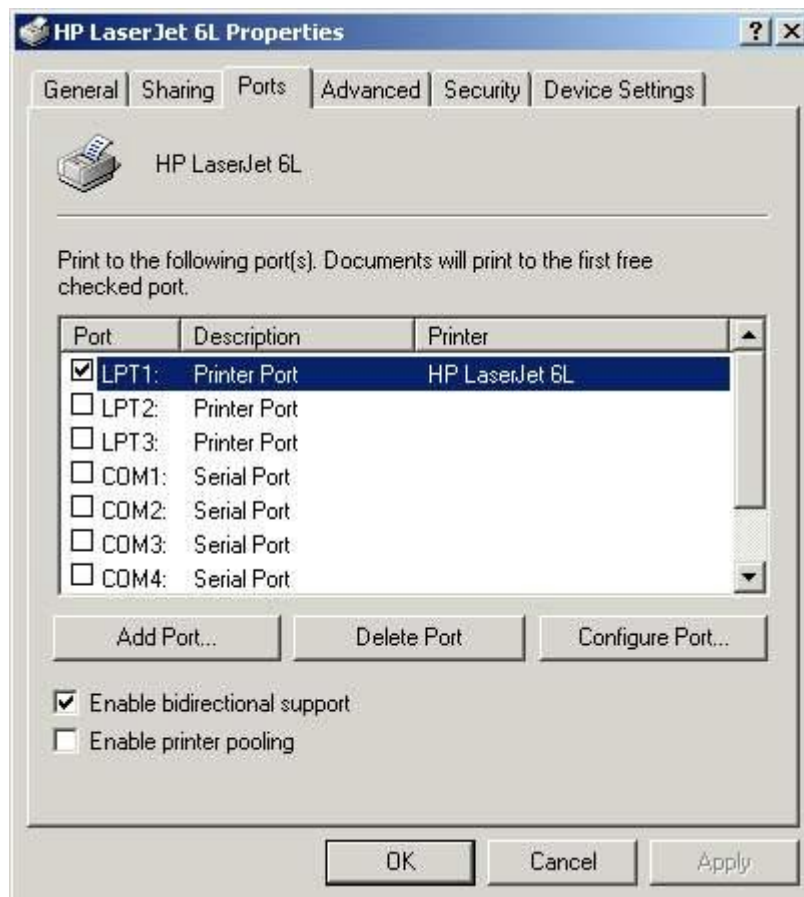 HP LaserJet 6L Properties
General Sharing Ports Advanced Security Device Settings
HP LaserJet 6L
Print to the following port(s). Documents will print to the first free
checked port.
Port Description Printer
LPT1: Printer Port HP LaserJet 6L
LPT2: Printer Port
LPT3: Printer Port
COM1: Serial Port
COM2: Serial Port
COM3: Serial Port
COM4: Serial Port
Add Port... Delete Port Configure Port...
Enable bidirectional support
Enable printer pooling
OK Cancel Apply